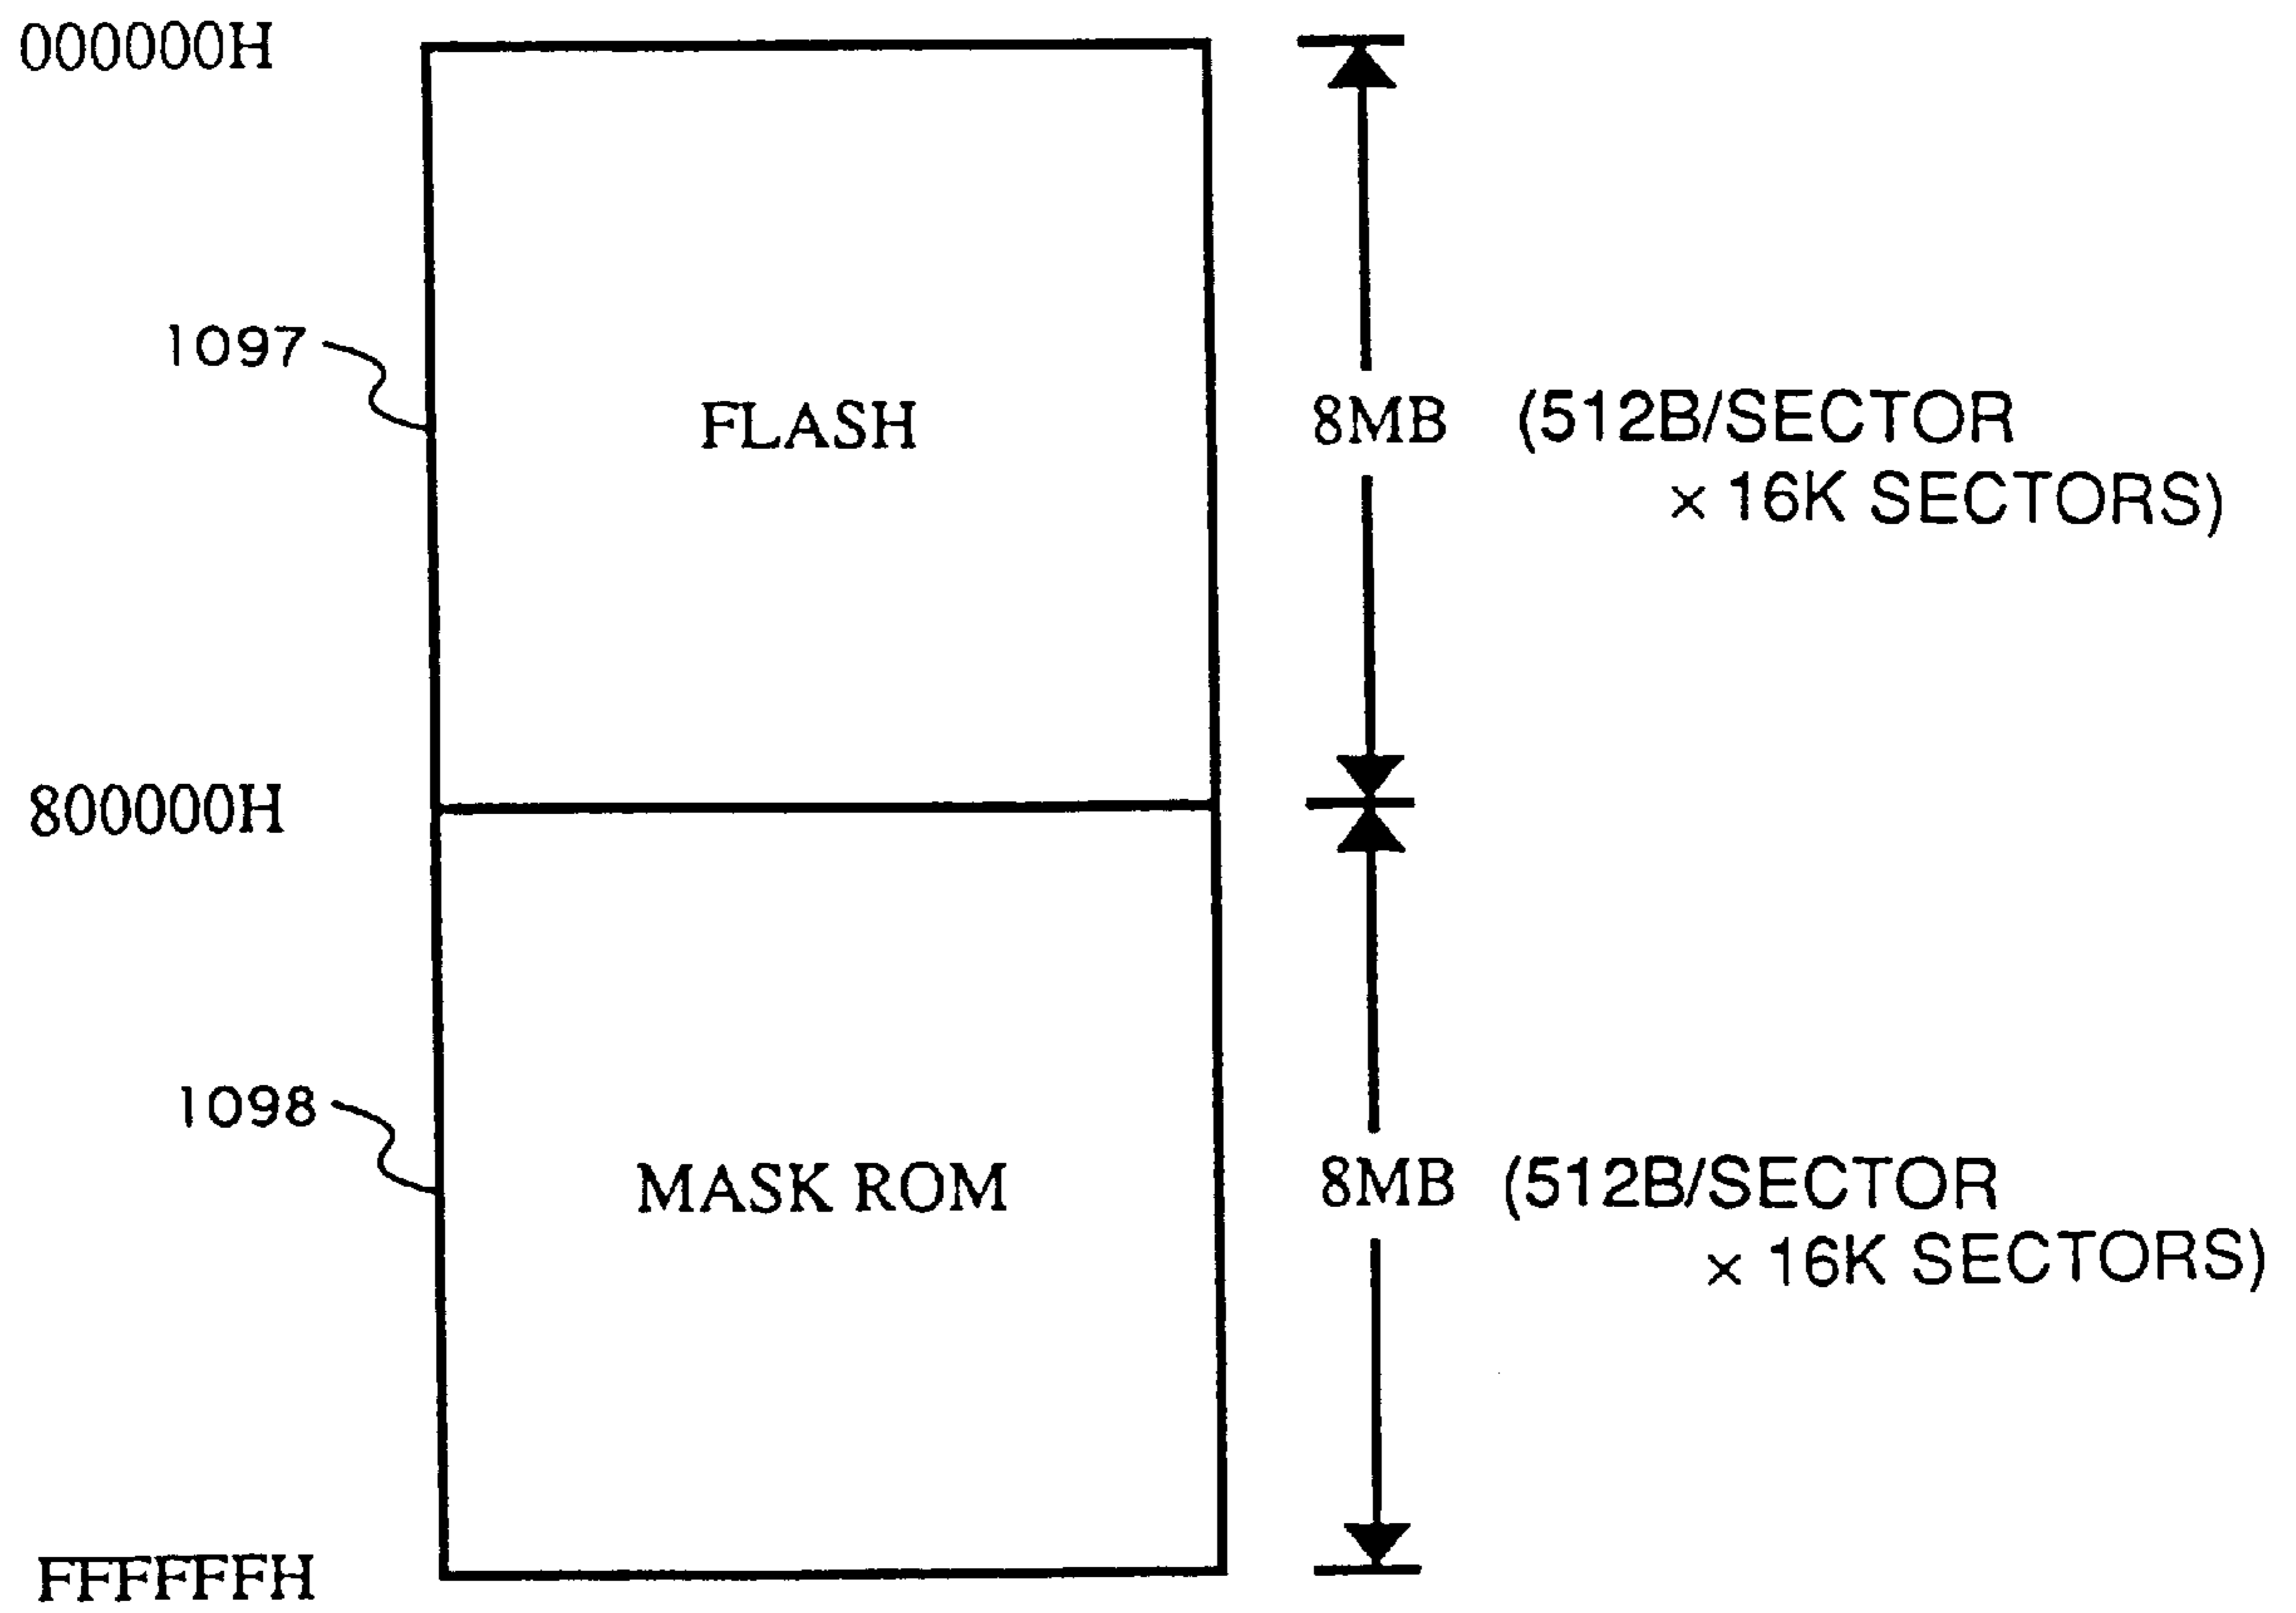 000000H
1097
FLASH
8MB (512B/SECTOR
× 16K SECTORS)
800000H
1098
MASK ROM
8MB (512B/SECTOR
× 16K SECTORS)
FFFFFFH